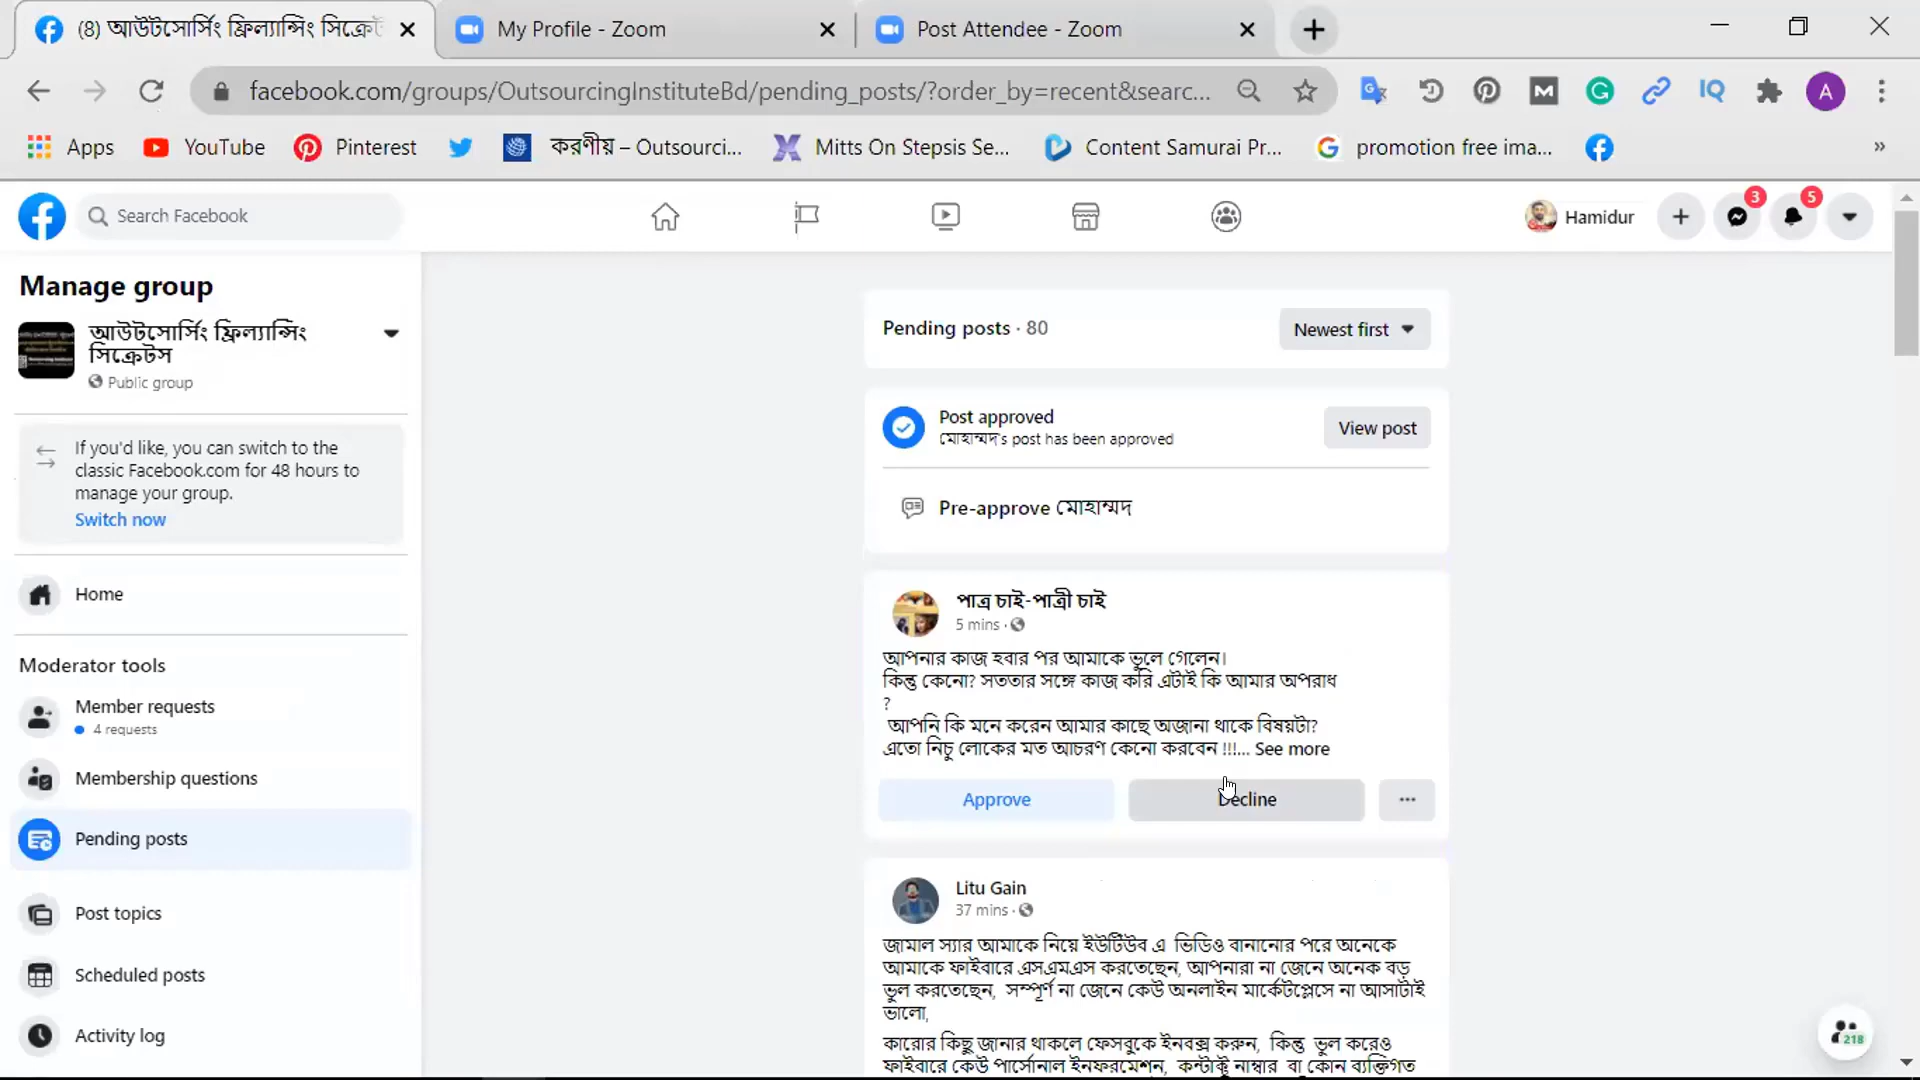 (8) আউটসোর্সিং ফ্রিল্যান্সিং সিক্রেট
My Profile - Zoom
Post Attendee - Zoom
facebook.com/groups/OutsourcingInstituteBd/pending_posts/?order_by=recent&searc...
Apps
YouTube
Pinterest
করণীয় – Outsourci...
Mitts On Stepsis Se...
Content Samurai Pr...
promotion free ima...
Search Facebook
Hamidur
3
5
Manage group
আউটসোর্সিং ফ্রিল্যান্সিং
সিক্রেটস
Public group
If you'd like, you can switch to the
classic Facebook.com for 48 hours to
manage your group.
Switch now
Home
Moderator tools
Member requests
4 requests
Membership questions
Pending posts
Post topics
Scheduled posts
Activity log
Pending posts · 80
Newest first
Post approved
মোহাম্মদ's post has been approved
View post
Pre-approve মোহাম্মদ
পাত্র চাই-পাত্রী চাই
5 mins ·
আপনার কাজ হবার পর আমাকে ভুলে গেলেন।
কিন্তু কেনো? সততার সঙ্গে কাজ করি এটাই কি আমার অপরাধ
?
আপনি কি মনে করেন আমার কাছে অজানা থাকে বিষয়টা?
এতো নিচু লোকের মত আচরণ কেনো করবেন !!!... See more
Approve
Decline
Litu Gain
37 mins ·
জামাল স্যার আমাকে নিয়ে ইউটিউব এ ভিডিও বানানোর পরে অনেকে
আমাকে ফাইবারে এসএমএস করতেছেন, আপনারা না জেনে অনেক বড়
ভুল করতেছেন, সম্পূর্ণ না জেনে কেউ অনলাইন মার্কেটপ্লেসে না আসাটাই
ভালো,
কারোর কিছু জানার থাকলে ফেসবুকে ইনবক্স করুন, কিন্তু ভুল করেও
ফাইবারে কেউ পার্সোনাল ইনফরমেশন, কন্টাক্ট নাম্বার বা কোন ব্যক্তিগত
218